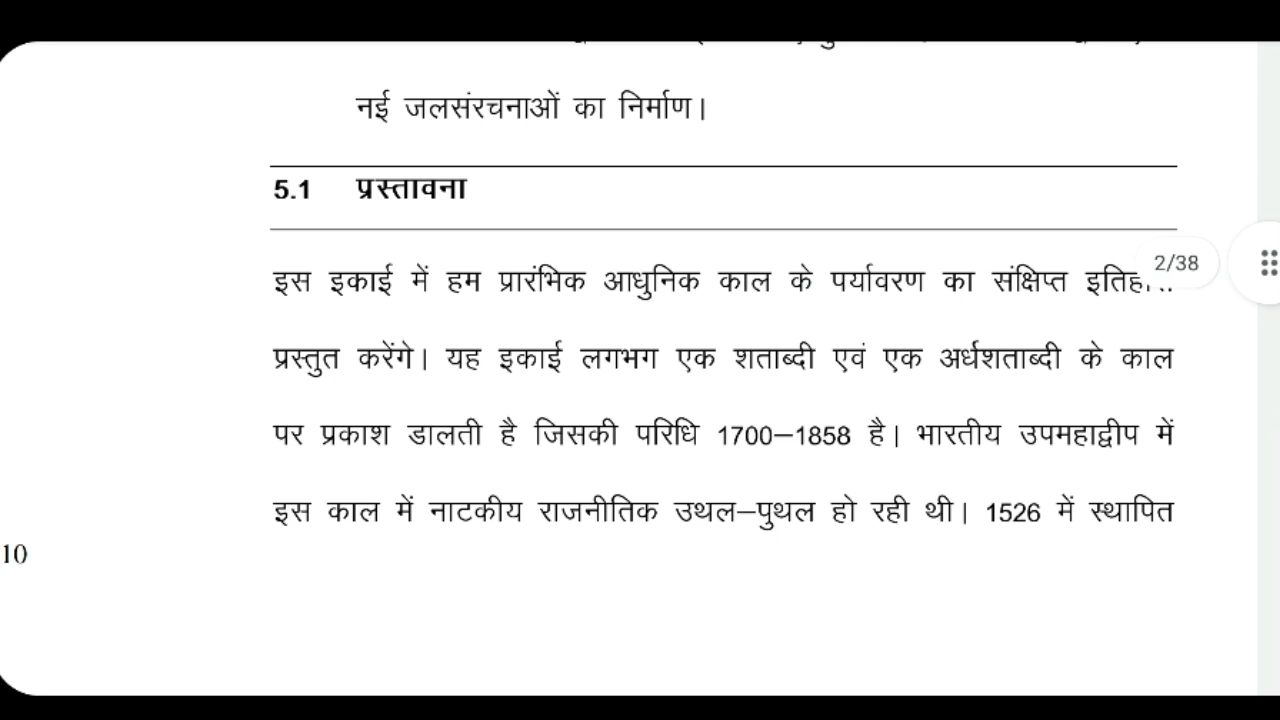 नई जलसंरचनाओं का निर्माण।
5.1 प्रस्तावना
इस इकाई में हम प्रारंभिक आधुनिक काल के पर्यावरण का संक्षिप्त
2/38
प्रस्तुत करेंगे। यह इकाई लगभग एक शताब्दी एवं एक अर्धशताब्दी के काल
पर प्रकाश डालती है जिसकी परिधि 1700–1858 है। भारतीय उपमहाद्वीप में
इस काल में नाटकीय राजनीतिक उथल–पुथल हो रही थी। 1526 में स्थापित
10